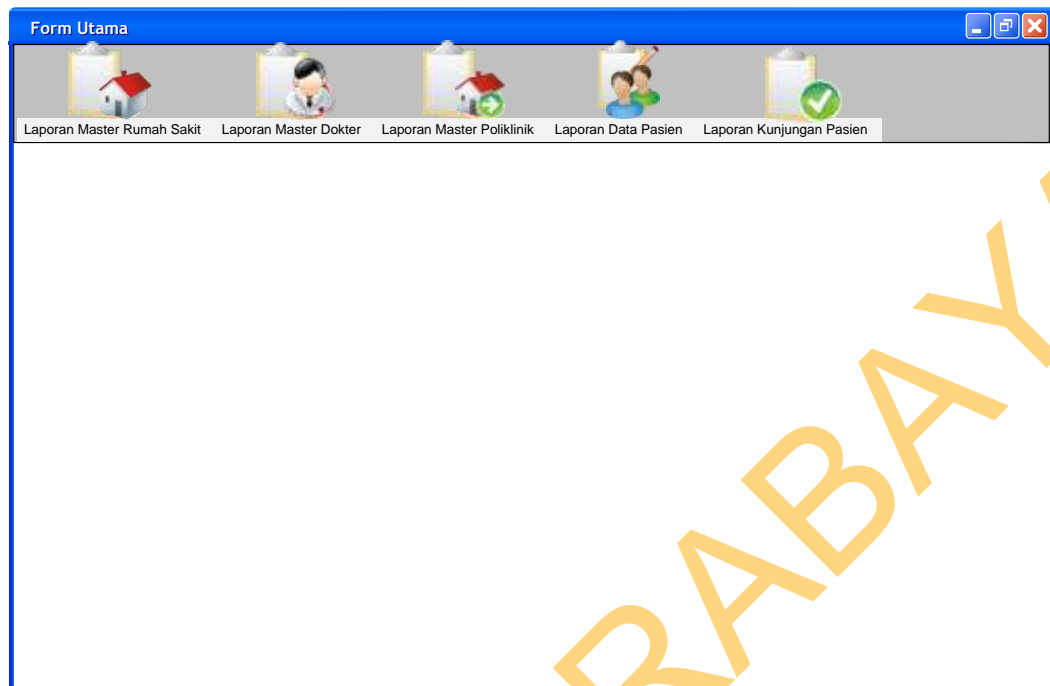 Form Utama
Laporan Master Rumah Sakit Laporan Master Dokter Laporan Master Poliklinik Laporan Data Pasien Laporan Kunjungan Pasien
RABAY